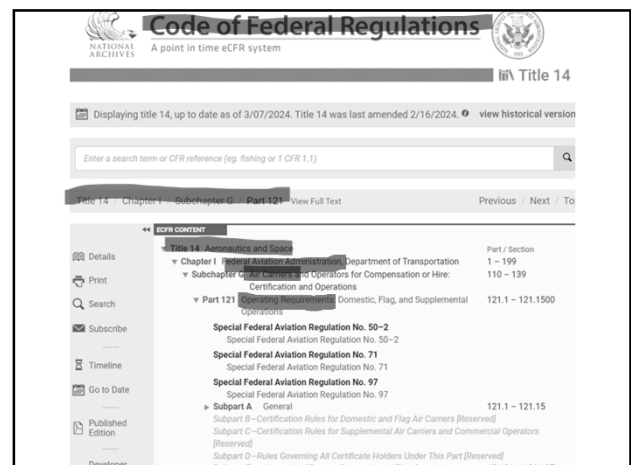 Code of Federal Regulations
NATIONAL
ARCHIVES
A point in time eCFR system
Title 14
Displaying title 14, up to date as of 3/07/2024. Title 14 was last amended 2/16/2024. view historical version
Enter a search term or CFR reference (eg. fishing or 1 CFR 1.1)
Title 14 / Chapter I / Subchapter G / Part 121 View Full Text Previous / Next / To
ECFR CONTENT
Title 14 Aeronautics and Space Part / Section
Details
Chapter I Federal Aviation Administration, Department of Transportation 1 – 199
Subchapter G Air Carriers and Operators for Compensation or Hire: 110 – 139
Print
Certification and Operations
Search
Part 121 Operating Requirements: Domestic, Flag, and Supplemental 121.1 – 121.1500
Operations
Subscribe
Special Federal Aviation Regulation No. 50–2
Special Federal Aviation Regulation No. 50–2
Special Federal Aviation Regulation No. 71
Timeline
Special Federal Aviation Regulation No. 71
Special Federal Aviation Regulation No. 97
Go to Date
Special Federal Aviation Regulation No. 97
Subpart A General 121.1 – 121.15
Published
Edition
Subpart B—Certification Rules for Domestic and Flag Air Carriers [Reserved]
Subpart C—Certification Rules for Supplemental Air Carriers and Commercial Operators
[Reserved]
Subpart D—Rules Governing All Certificate Holders Under This Part [Reserved]
Developer